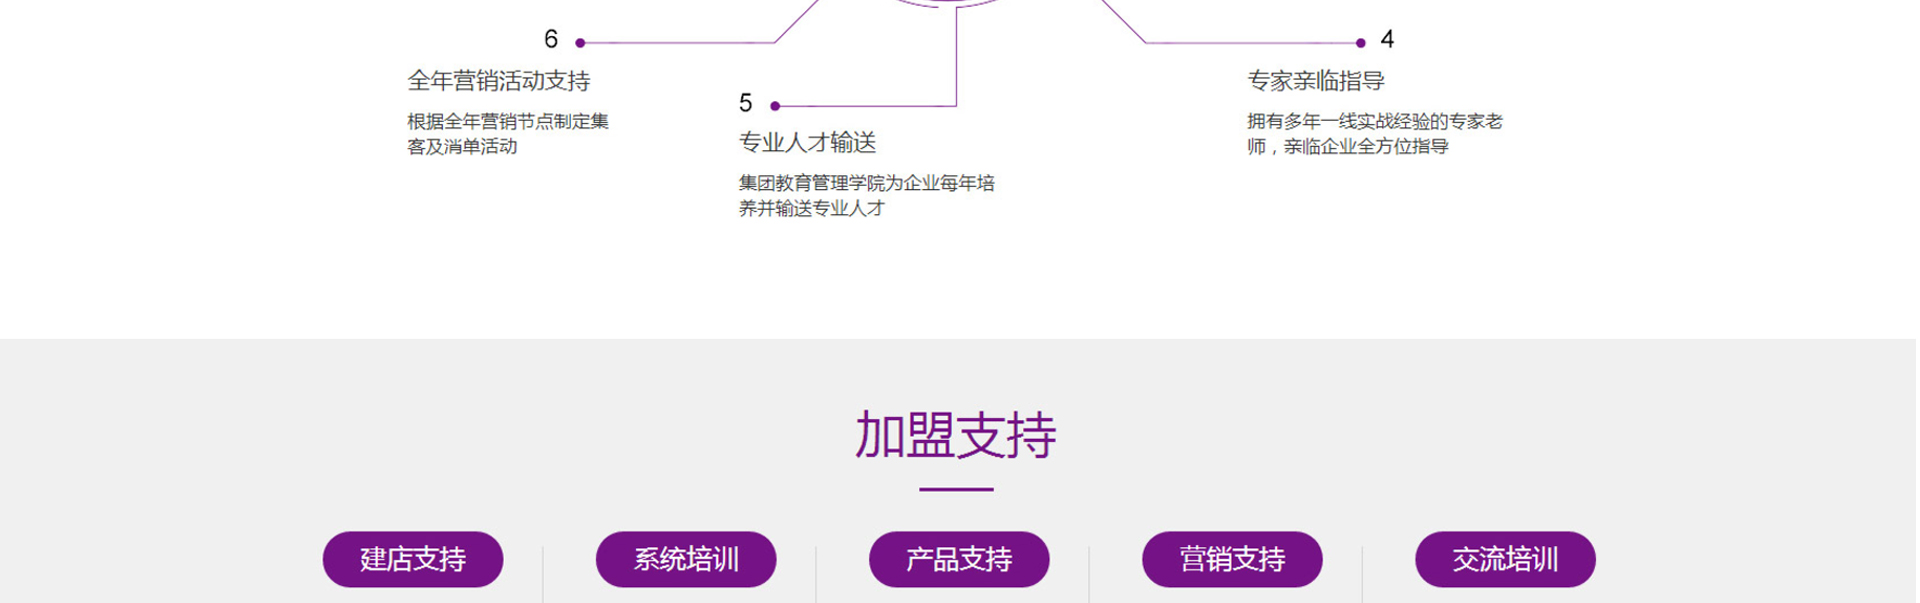 6
全年营销活动支持
根据全年营销节点制定集
客及消单活动
5
专业人才输送
集团教育管理学院为企业每年培
养并输送专业人才
4
专家亲临指导
拥有多年一线实战经验的专家老
师，亲临企业全方位指导
加盟支持
建店支持
系统培训
产品支持
营销支持
交流培训